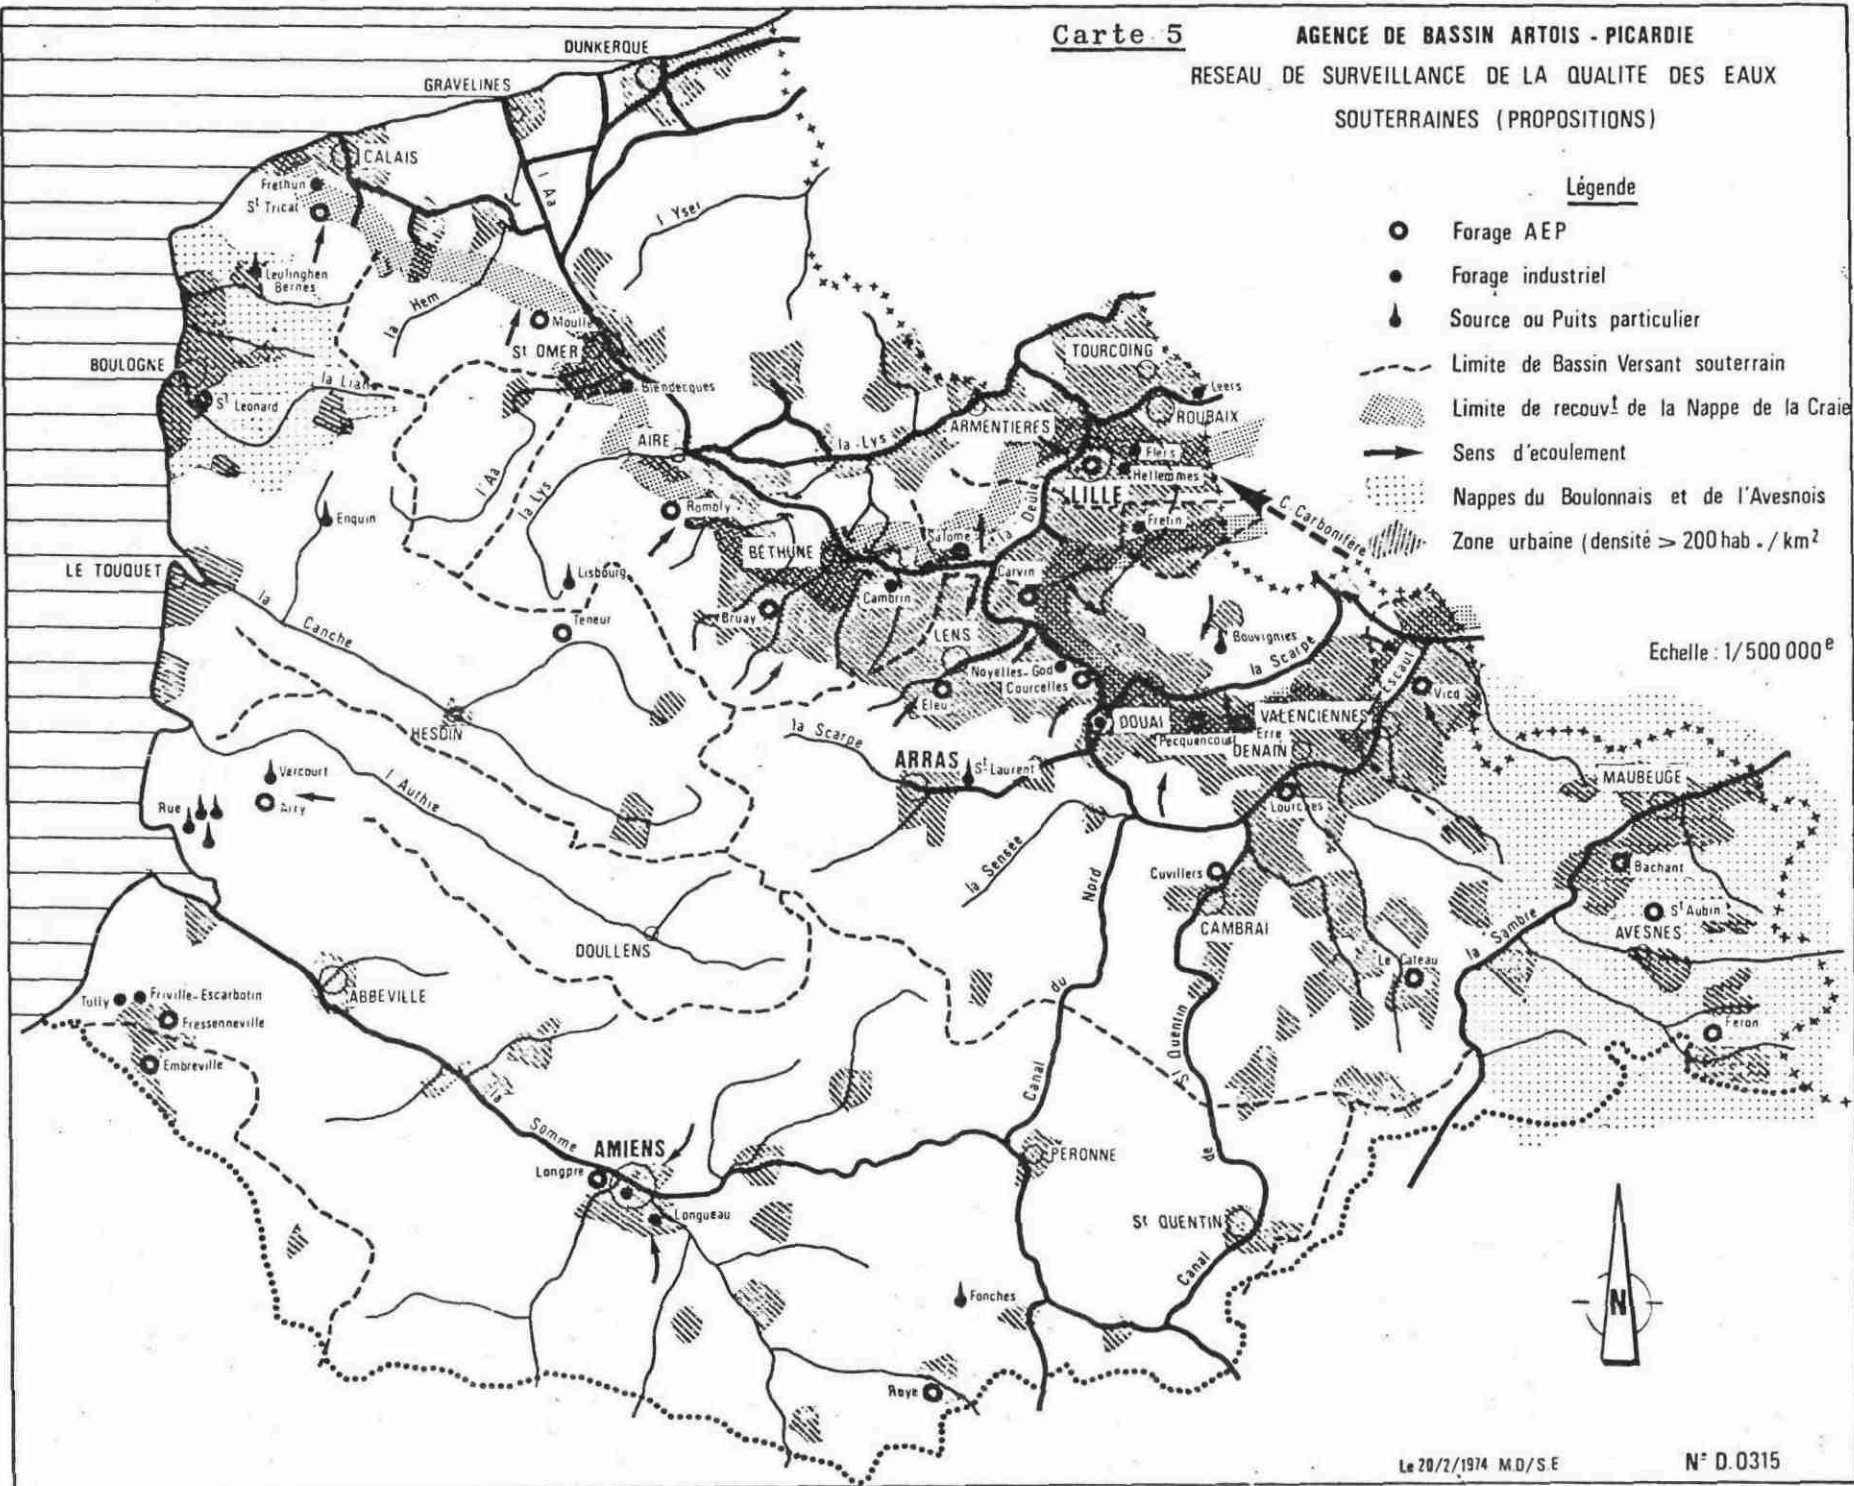 Carte 5
AGENCE DE BASSIN ARTOIS - PICARDIE
RESEAU DE SURVEILLANCE DE LA QUALITE DES EAUX
SOUTERRAINES (PROPOSITIONS)
Légende
Forage AEP
Forage industriel
Source ou Puits particulier
Limite de Bassin Versant souterrain
Limite de recouvt de la Nappe de la Craie
Sens d'ecoulement
Nappes du Boulonnais et de l'Avesnois
Zone urbaine (densité > 200 hab. / km²
Echelle : 1/500 000e
DUNKERQUE
GRAVELINES
CALAIS
Frethun
St Tricat
l Aa
l Yser
Leulinghen
Bernes
la Hem
Moulle
St OMER
BOULOGNE
St Leonard
la Liane
Blendecques
TOURCOING
Leers
ROUBAIX
ARMENTIERES
AIRE
la Lys
Flers
Hellemmes
LILLE
l'Aa
la Lys
la Deule
Rombly
Enquin
Fretin
C. Carbonifère
BETHUNE
Salome
LE TOUQUET
Lisbourg
Carvin
Cambrin
la Canche
Teneur
Bruay
LENS
Bouvignies
la Scarpe
Escaut
Noyelles-God
Courcelles
Eleu
Vicq
HESDIN
la Scarpe
DOUAI
VALENCIENNES
Pecquencourt
Erre
DENAIN
ARRAS
St Laurent
Vercourt
l Authie
Rue
Airy
MAUBEUGE
Lourches
la Sensée
Nord
Cuvillers
Bachant
St Aubin
CAMBRAI
AVESNES
la Sambre
Le Cateau
DOULLENS
ABBEVILLE
du
Tully
Friville-Escarbotin
Fressenneville
Embreville
Feron
St Quentin
Canal
la Somme
AMIENS
Longpre
PERONNE
de
Longueau
St QUENTIN
Canal
Fonches
Roye
N
Le 20/2/1974 M.D/S.E
N° D.0315